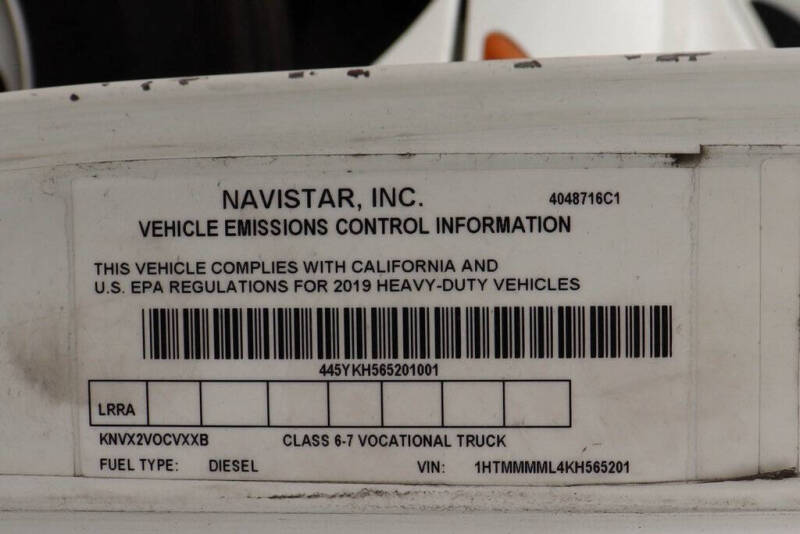 NAVISTAR, INC.
4048716C1
VEHICLE EMISSIONS CONTROL INFORMATION
THIS VEHICLE COMPLIES WITH CALIFORNIA AND
U.S. EPA REGULATIONS FOR 2019 HEAVY-DUTY VEHICLES
445YKH565201001
LRRA
KNVX2VOCVXXB CLASS 6-7 VOCATIONAL TRUCK
FUEL TYPE: DIESEL VIN: 1HTMMMML4KH565201